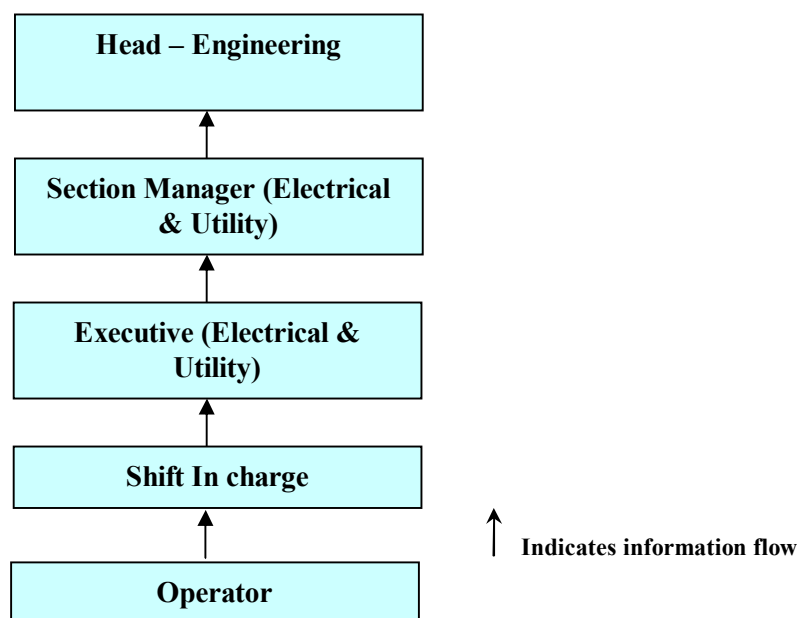 Head – Engineering
Section Manager (Electrical
& Utility)
Executive (Electrical &
Utility)
Shift In charge
Indicates information flow
Operator